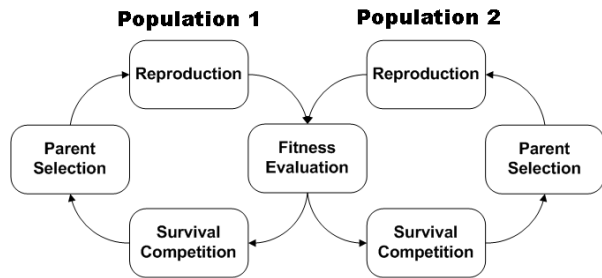 Population 1
Population 2
Reproduction
Reproduction
Parent
Selection
Fitness
Evaluation
Parent
Selection
Survival
Competition
Survival
Competition